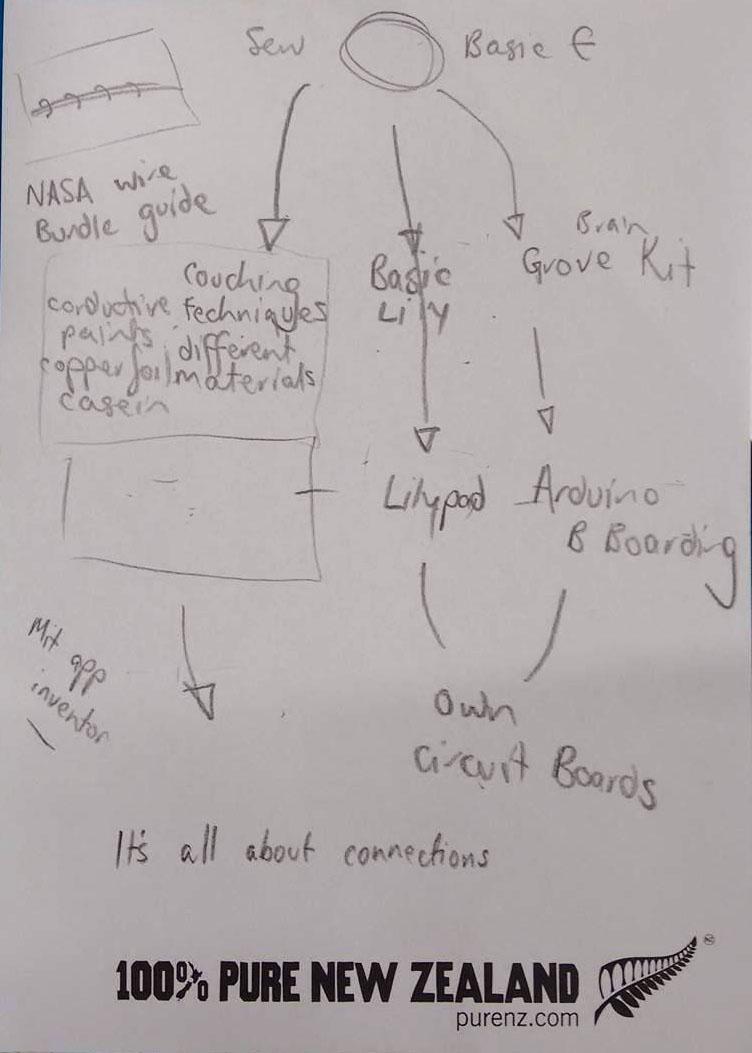 Sew
Basic E
NASA wire
Bundle guide
Couching
conductive techniques
paints different
copper foil materials
casein
Basic
Lily
Brain
Grove Kit
Lilypad
Arduino
B Boarding
Mit app
inventor
Own
Circuit Boards
It's all about connections
100% PURE NEW ZEALAND
purenz.com